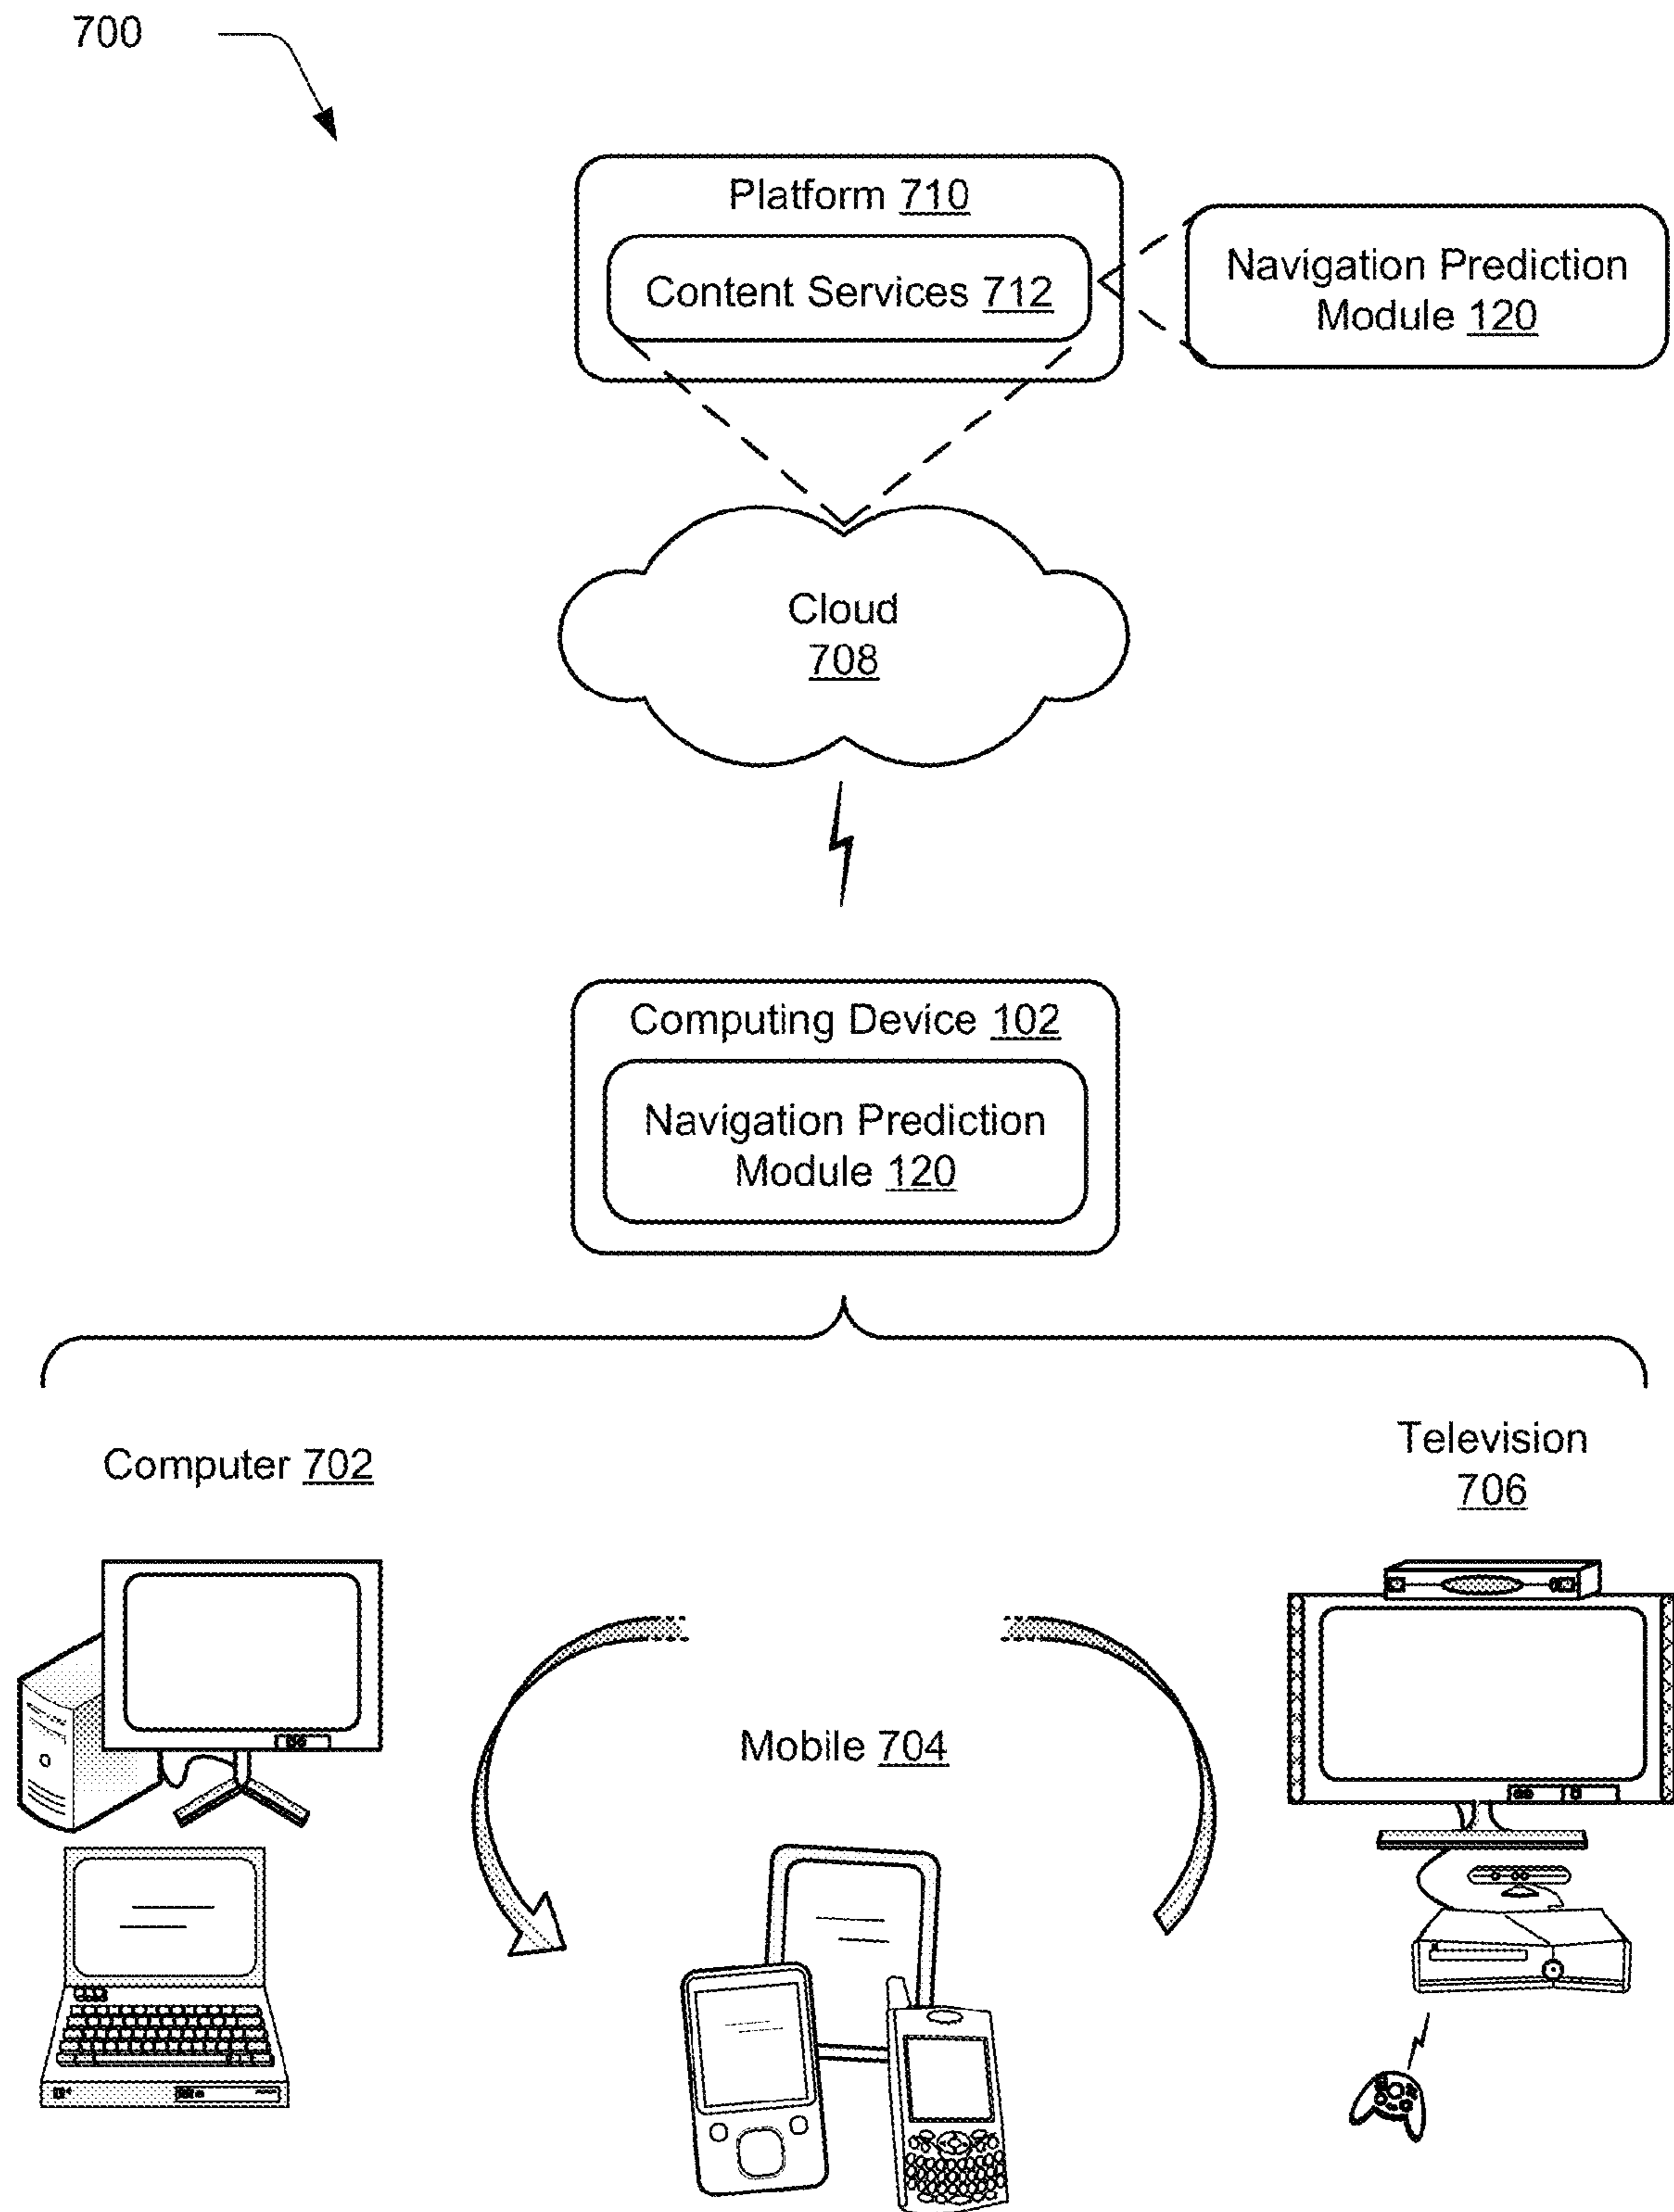 700
Platform 710
Content Services 712
Navigation Prediction
Module 120
Cloud
708
Computing Device 102
Navigation Prediction
Module 120
Computer 702
Television
706
Mobile 704